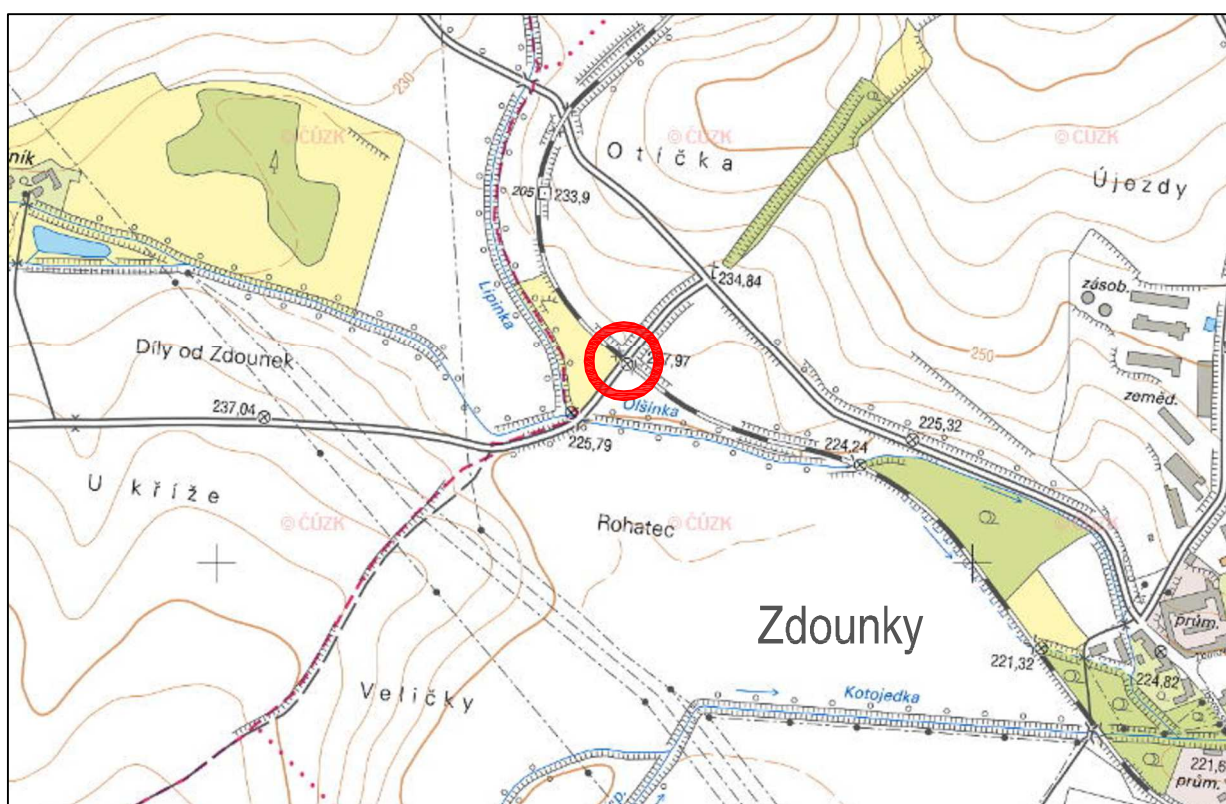 230
© ČÚZK
© ČÚZK
© ČÚZK
Otíčka
Újezdy
ník
205
233,9
Lipinka
234,84
zásob.
250
Díly od Zdounek
zeměd.
237,04
Olšinka
225,79
224,24
225,32
U kříže
© ČÚZK
Rohatec
© ČÚZK
© ČÚZK
Zdounky
prům.
221,32
224,82
Veličky
Kotojedka
221,6
prům.